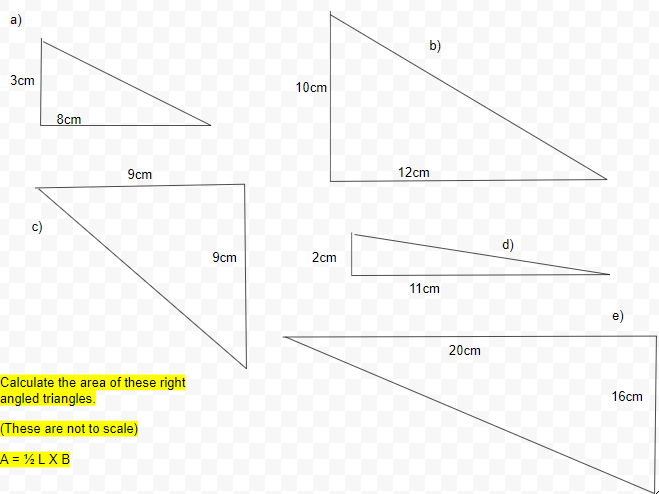 a)
3cm
8cm
b)
10cm
12cm
9cm
c)
9cm
2cm
d)
11cm
e)
20cm
16cm
Calculate the area of these right
angled triangles.
(These are not to scale)
A = ½ L X B